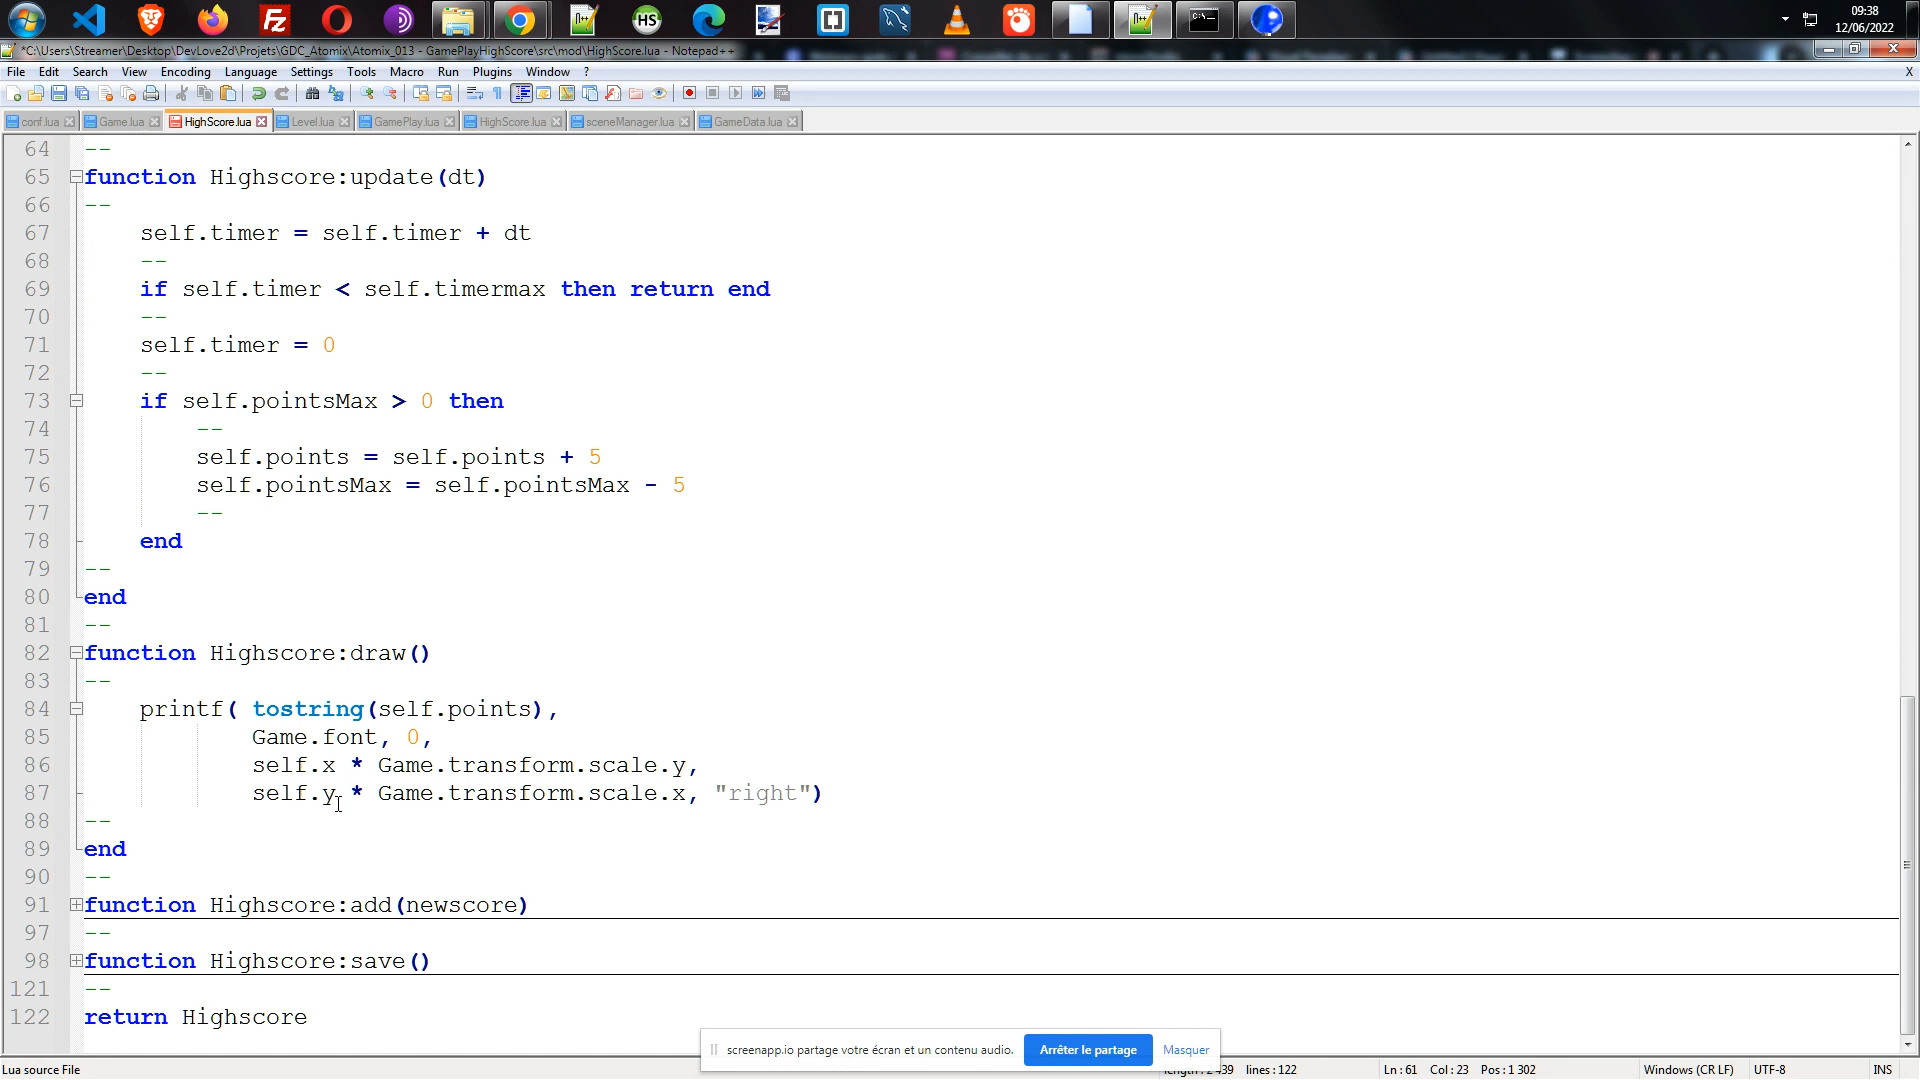 09:38
12/06/2022
*C:\Users\Streamer\Desktop\DevLove2d\Projets\GDC_Atomix\Atomix_013 - GamePlayHighScore\src\mod\HighScore.lua - Notepad++
File Edit Search View Encoding Language Settings Tools Macro Run Plugins Window ? X
conf.lua Game.lua HighScore.lua Level.lua GamePlay.lua HighScore.lua sceneManager.lua GameData.lua
64 --
65 function Highscore:update(dt)
66 --
67 self.timer = self.timer + dt
68 --
69 if self.timer < self.timermax then return end
70 --
71 self.timer = 0
72 --
73 if self.pointsMax > 0 then
74 --
75 self.points = self.points + 5
76 self.pointsMax = self.pointsMax - 5
77 --
78 end
79 --
80 end
81 --
82 function Highscore:draw()
83 --
84 printf( tostring(self.points),
85 Game.font, 0,
86 self.x * Game.transform.scale.y,
87 self.y * Game.transform.scale.x, "right")
88 --
89 end
90 --
91 function Highscore:add(newscore)
97 --
98 function Highscore:save()
121 --
122 return Highscore
screenapp.io partage votre écran et un contenu audio. Arrêter le partage Masquer
Lua source File lines : 122 Ln : 61 Col : 23 Pos : 1 302 Windows (CR LF) UTF-8 INS